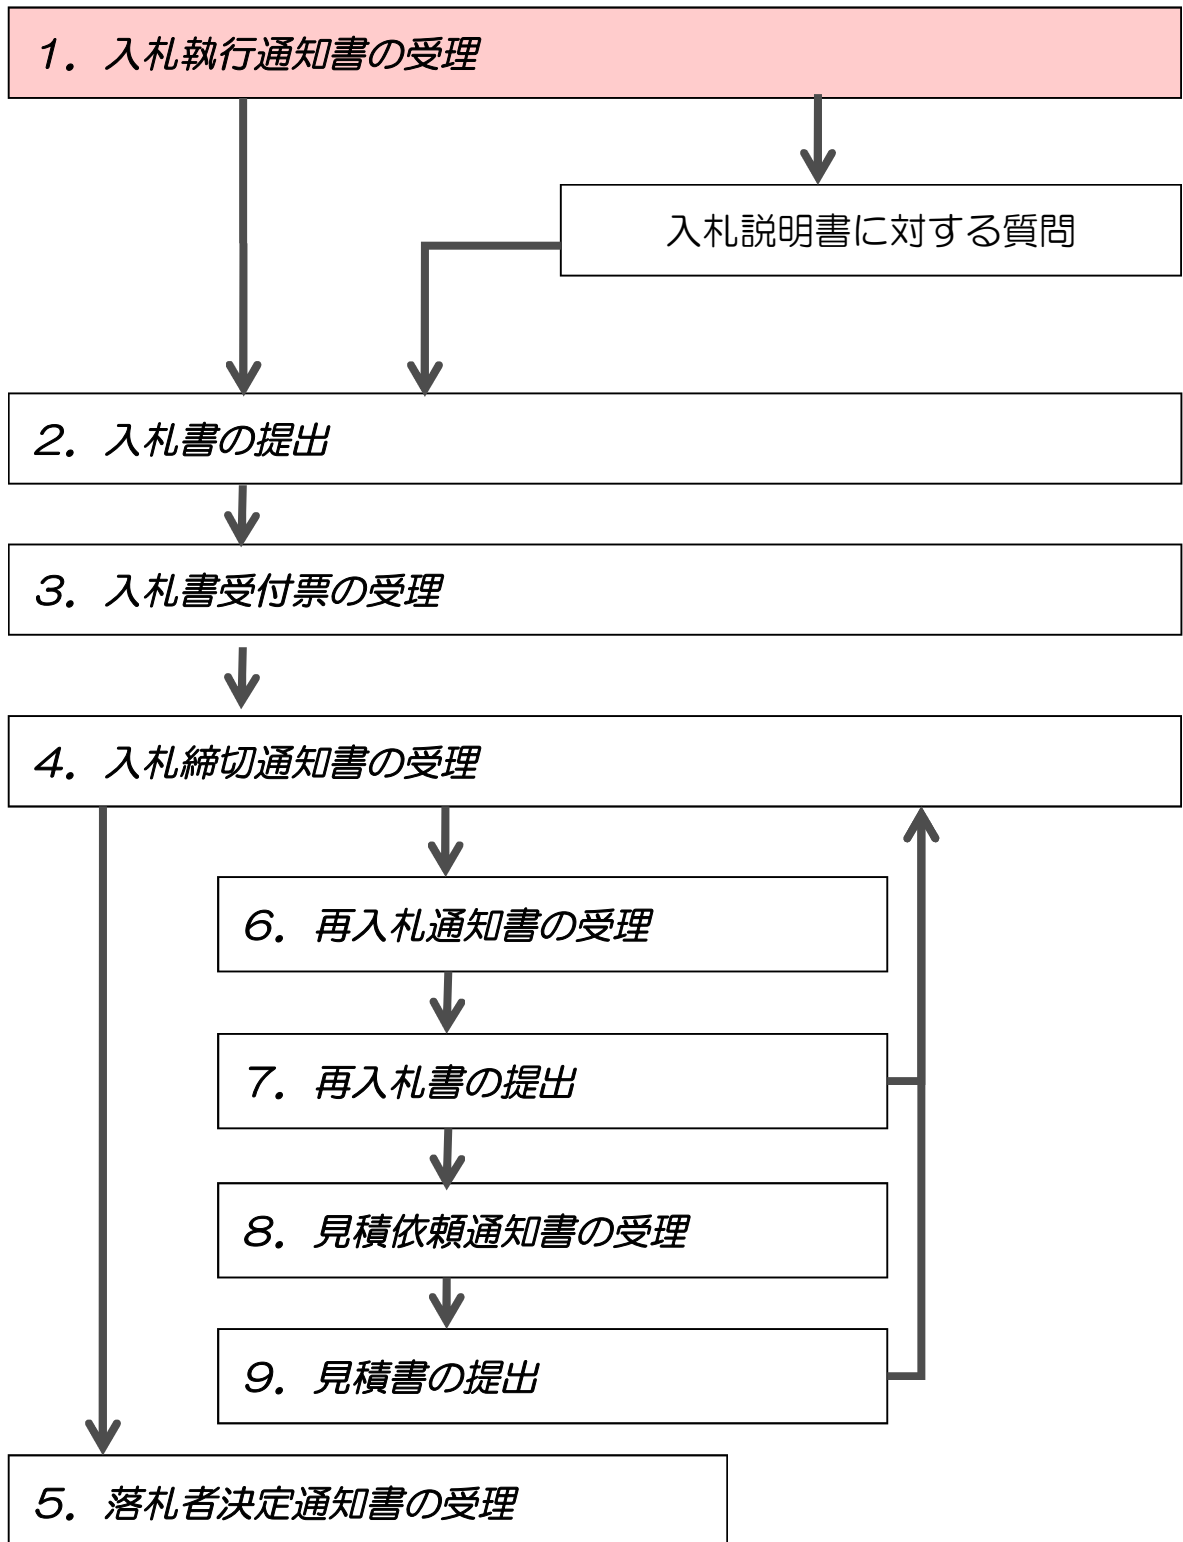 １．入札執行通知書の受理
入札説明書に対する質問
２．入札書の提出
３．入札書受付票の受理
４．入札締切通知書の受理
６．再入札通知書の受理
７．再入札書の提出
８．見積依頼通知書の受理
９．見積書の提出
５．落札者決定通知書の受理